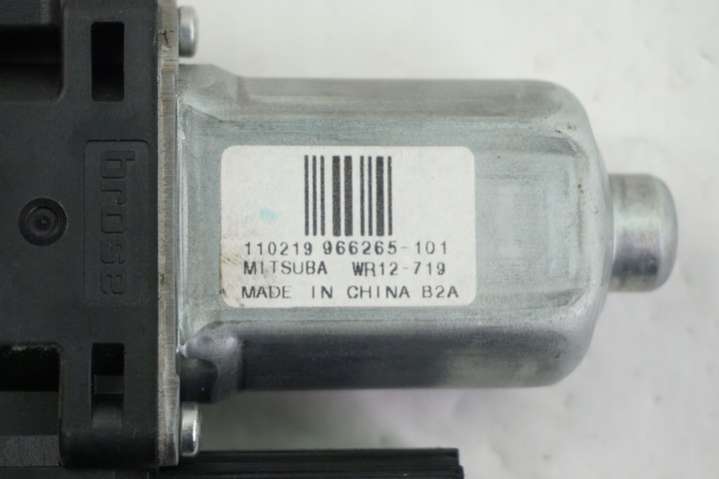 brose
110219 966265-101
MITSUBA WR12-719
MADE IN CHINA B2A